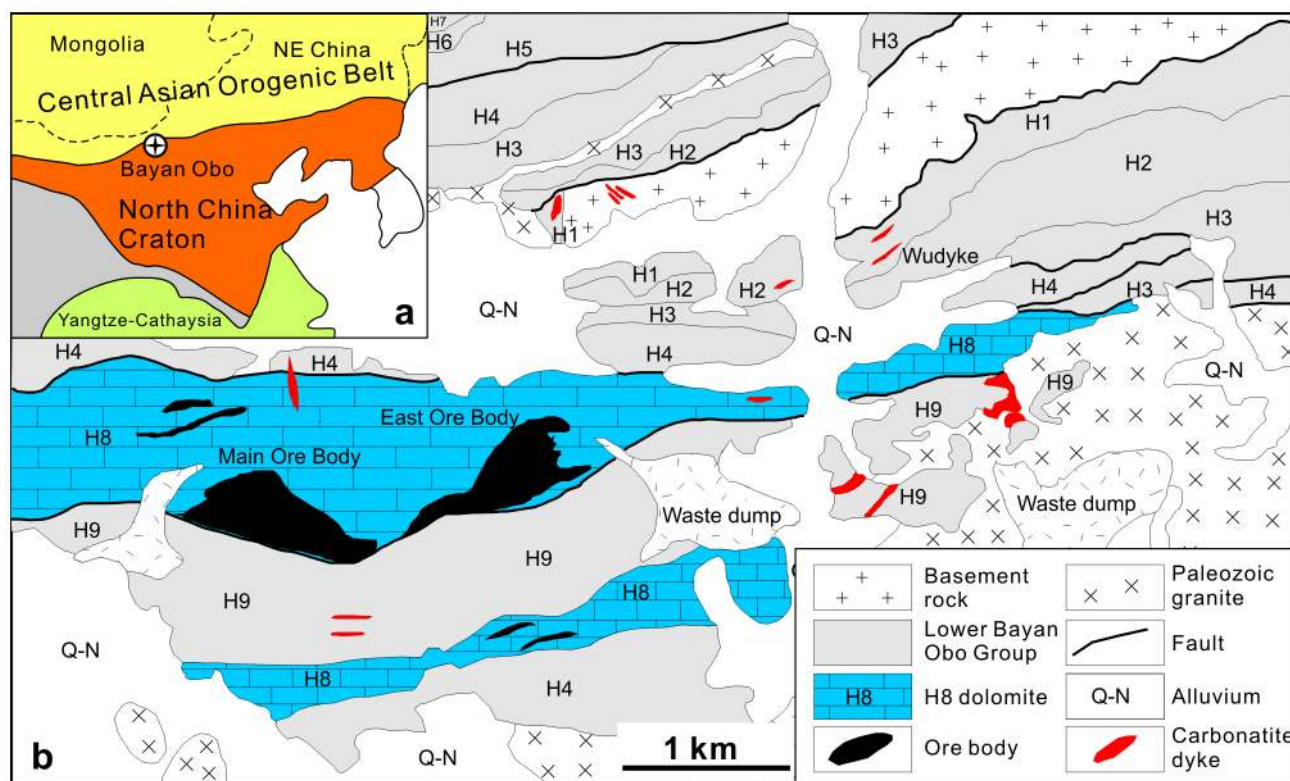 Mongolia
NE China
Central Asian Orogenic Belt
Bayan Obo
North China
Craton
Yangtze-Cathaysia
a
H7
H6
H5
H4
H3
H3
H2
H1
H3
H1
H2
H3
Wudyke
H4
H3
H4
H1
H2
H2
H3
H4
Q-N
Q-N
Q-N
H4
H4
H8
East Ore Body
Main Ore Body
H8
H9
H9
H9
H9
H9
H9
Waste dump
Waste dump
H8
H8
H4
Q-N
Q-N
b
1 km
Basement
rock
Paleozoic
granite
Lower Bayan
Obo Group
Fault
H8
H8 dolomite
Q-N
Alluvium
Ore body
Carbonatite
dyke